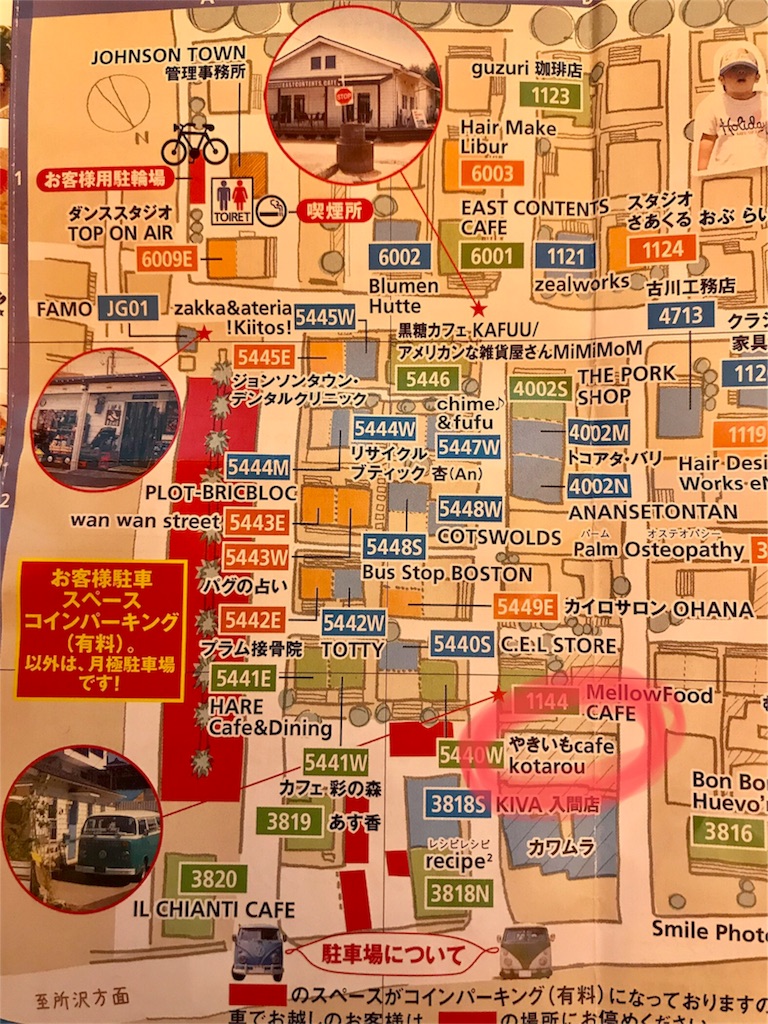 A
JOHNSON TOWN
管理事務所
N
1
お客様用駐輪場
TOIRET
喫煙所
STOP
guzuri 珈琲店
1123
Hair Make
Libur
6003
Holiday
ダンススタジオ
TOP ON AIR
6009E
EAST CONTENTS
CAFE
6001
スタジオ
さあくる おぶ らい
1124
6002
Blumen
Hutte
1121
zealworks
古川工務店
4713
FAMO JG01
zakka&ateria
!Kiitos!
5445W
黒糖カフェ KAFUU/
アメリカンな雑貨屋さんMiMiMoM
5446
クラシ
家具
112
5445E
ジョンソンタウン・
デンタルクリニック
4002S
THE PORK
SHOP
chime♪
&fufu
5447W
5444W
リサイクル
ブティック 杏(An)
4002M
トコアタ・バリ
4002N
ANANSETONTAN
1119
Hair Desi
Works·eN
2
5444M
PLOT-BRICBLOC
wan wan street 5443E
5448W
COTSWOLDS
5443W
パグの占い
5448S
Bus Stop BOSTON
パーム オステオパシー
Palm Osteopathy 3
お客様駐車
スペース
コインパーキング
(有料)。
以外は、月極駐車場
です!
5449E カイロサロン OHANA
5442E
プラム接骨院
5442W
TOTTY
5440S C.E.L STORE
5441E
HARE
Cafe&Dining
1144 MellowFood
CAFE
5441W
カフェ 彩の森
5440W やきいもcafe
kotarou
3818S KIVA 入間店
Bon Bo
Huevo'
3816
3819 あす香
カワムラ
レシピレシピ
recipe²
3818N
3820
IL CHIANTI CAFE
Smile Photo
駐車場について
至所沢方面
のスペースがコインパーキング(有料)になっておりますの
車でお越しのお客様は の場所にお停めください